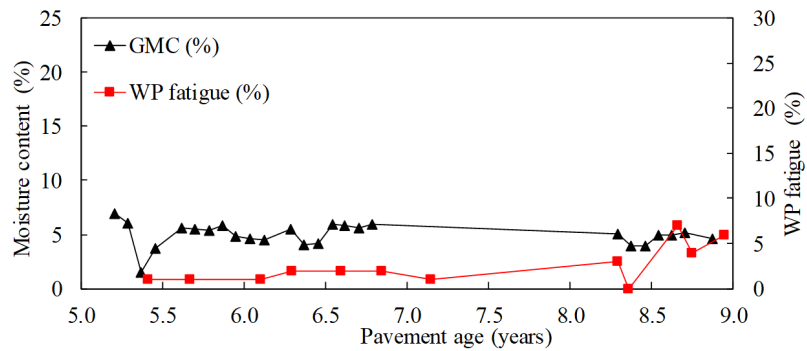 25
20
15
10
5
0
Moisture content (%)
GMC (%)
WP fatigue (%)
30
25
20
15
10
5
0
WP fatigue (%)
5.0 5.5 6.0 6.5 7.0 7.5 8.0 8.5 9.0
Pavement age (years)